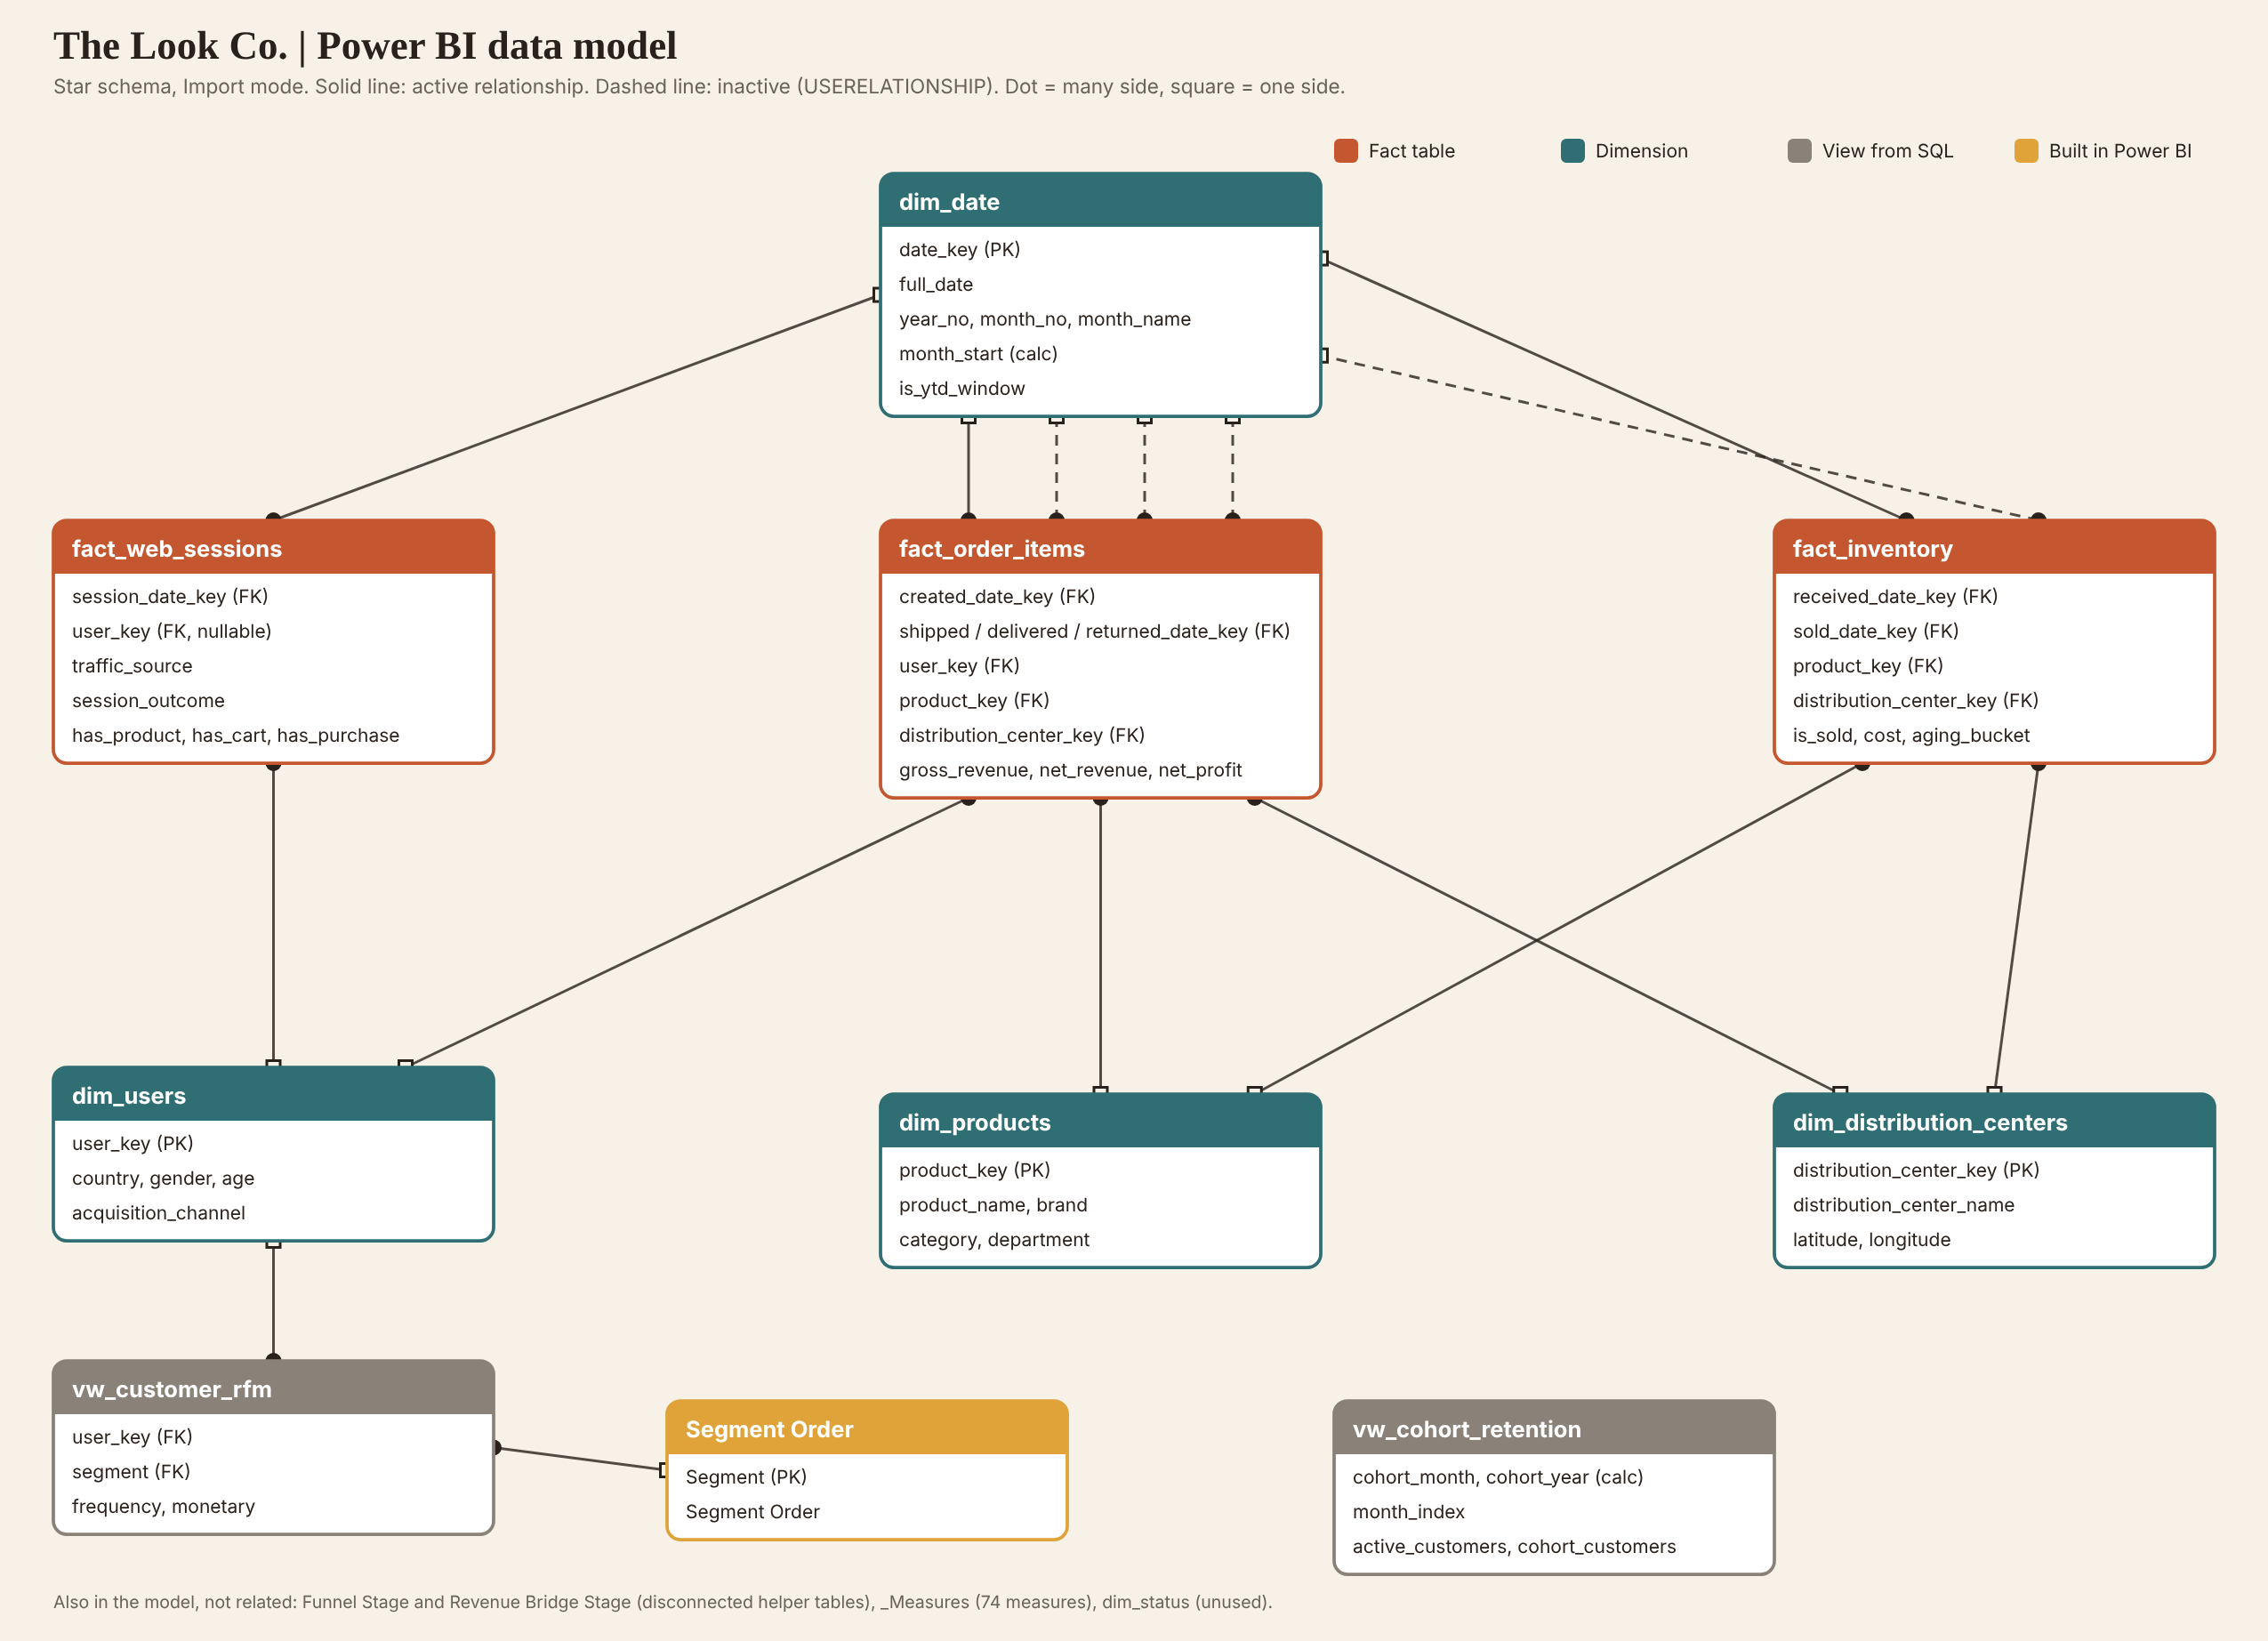 The Look Co. | Power BI data model
Star schema, Import mode. Solid line: active relationship. Dashed line: inactive (USERELATIONSHIP). Dot = many side, square = one side.
Fact table
Dimension
View from SQL
Built in Power BI
dim_date
date_key (PK)
full_date
year_no, month_no, month_name
month_start (calc)
is_ytd_window
fact_web_sessions
session_date_key (FK)
user_key (FK, nullable)
traffic_source
session_outcome
has_product, has_cart, has_purchase
fact_order_items
created_date_key (FK)
shipped / delivered / returned_date_key (FK)
user_key (FK)
product_key (FK)
distribution_center_key (FK)
gross_revenue, net_revenue, net_profit
fact_inventory
received_date_key (FK)
sold_date_key (FK)
product_key (FK)
distribution_center_key (FK)
is_sold, cost, aging_bucket
dim_users
user_key (PK)
country, gender, age
acquisition_channel
dim_products
product_key (PK)
product_name, brand
category, department
dim_distribution_centers
distribution_center_key (PK)
distribution_center_name
latitude, longitude
vw_customer_rfm
user_key (FK)
segment (FK)
frequency, monetary
Segment Order
Segment (PK)
Segment Order
vw_cohort_retention
cohort_month, cohort_year (calc)
month_index
active_customers, cohort_customers
Also in the model, not related: Funnel Stage and Revenue Bridge Stage (disconnected helper tables), _Measures (74 measures), dim_status (unused).